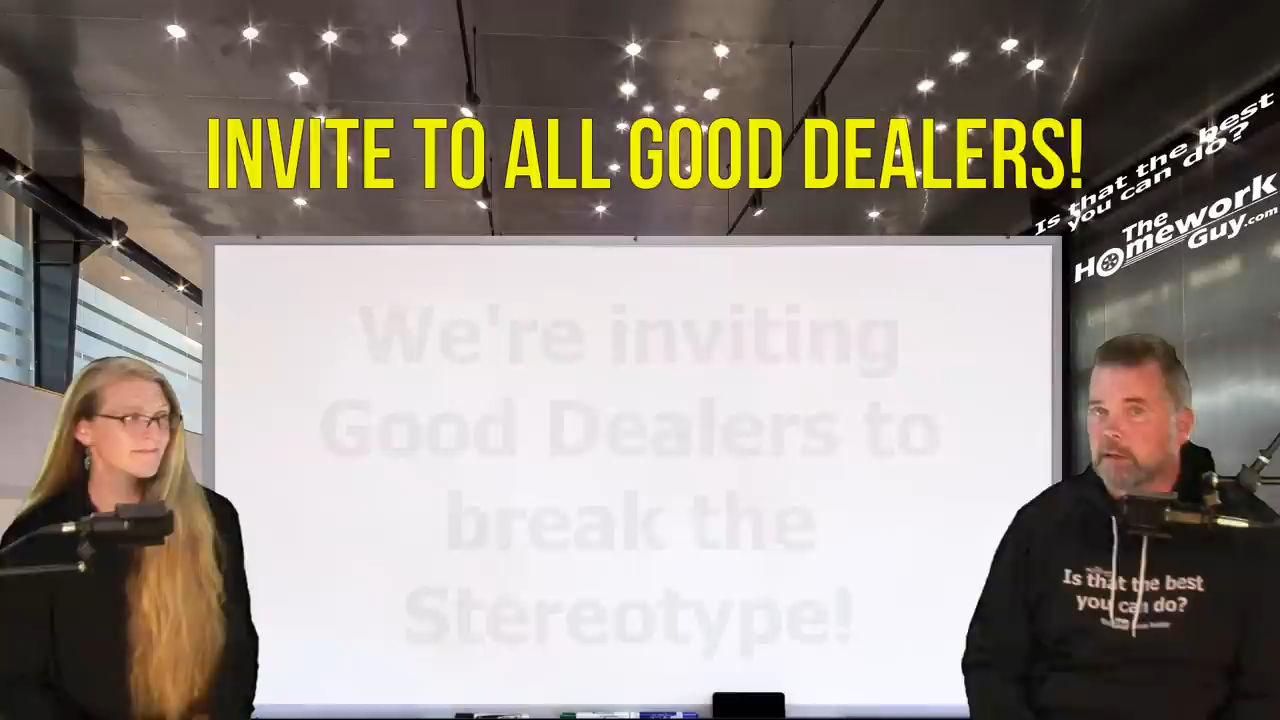 INVITE TO ALL GOOD DEALERS!
Is that the best
you can do?
The
Homework
Guy.com
We're inviting
Good Dealers to
break the
Stereotype!
Is that the best
you can do?